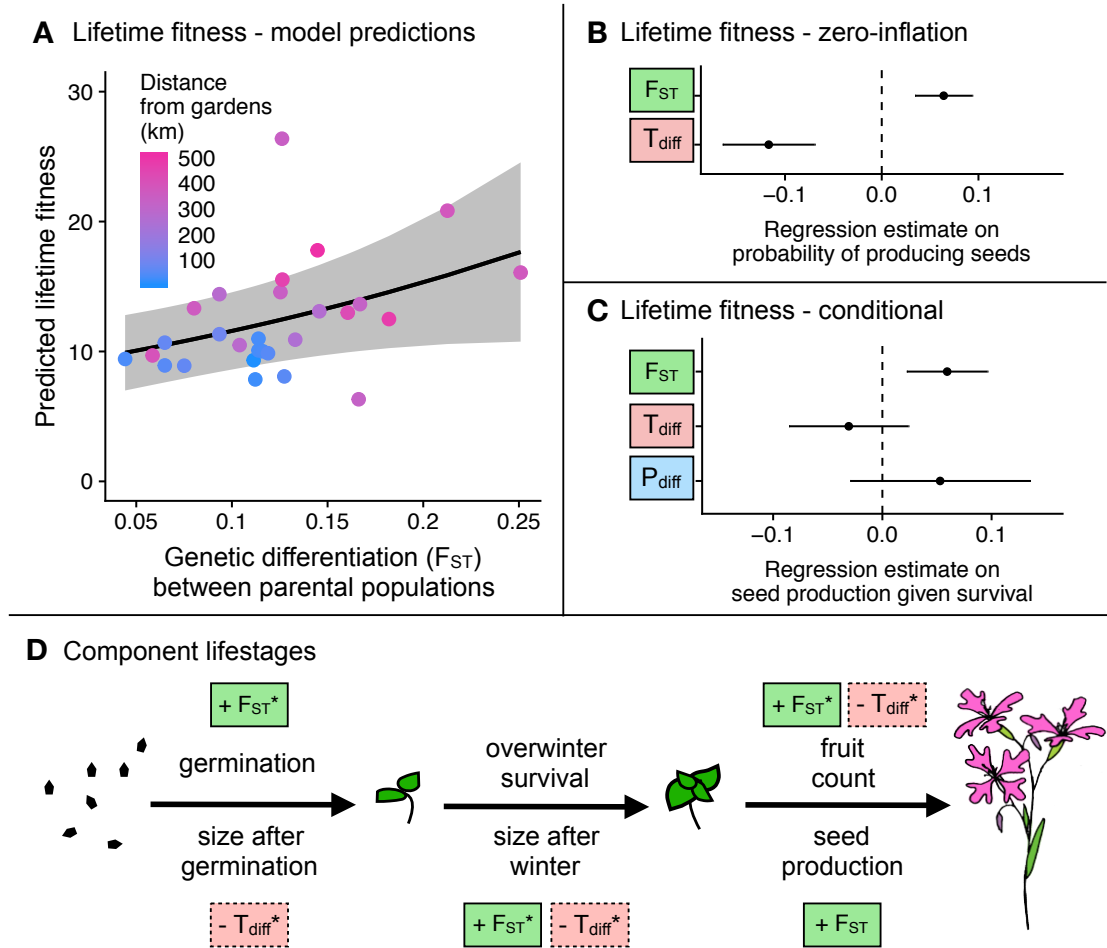 A Lifetime fitness - model predictions
Distance
from gardens
(km)
500
400
300
200
100
30
20
10
0
Predicted lifetime fitness
0.05 0.1 0.15 0.2 0.25
Genetic differentiation (FST)
between parental populations
B Lifetime fitness - zero-inflation
FST
Tdiff
−0.1 0.0 0.1
Regression estimate on
probability of producing seeds
C Lifetime fitness - conditional
FST
Tdiff
Pdiff
−0.1 0.0 0.1
Regression estimate on
seed production given survival
D Component lifestages
+ FST*
germination
size after
germination
- Tdiff*
overwinter
survival
size after
winter
+ FST* - Tdiff*
+ FST* - Tdiff*
fruit
count
seed
production
+ FST